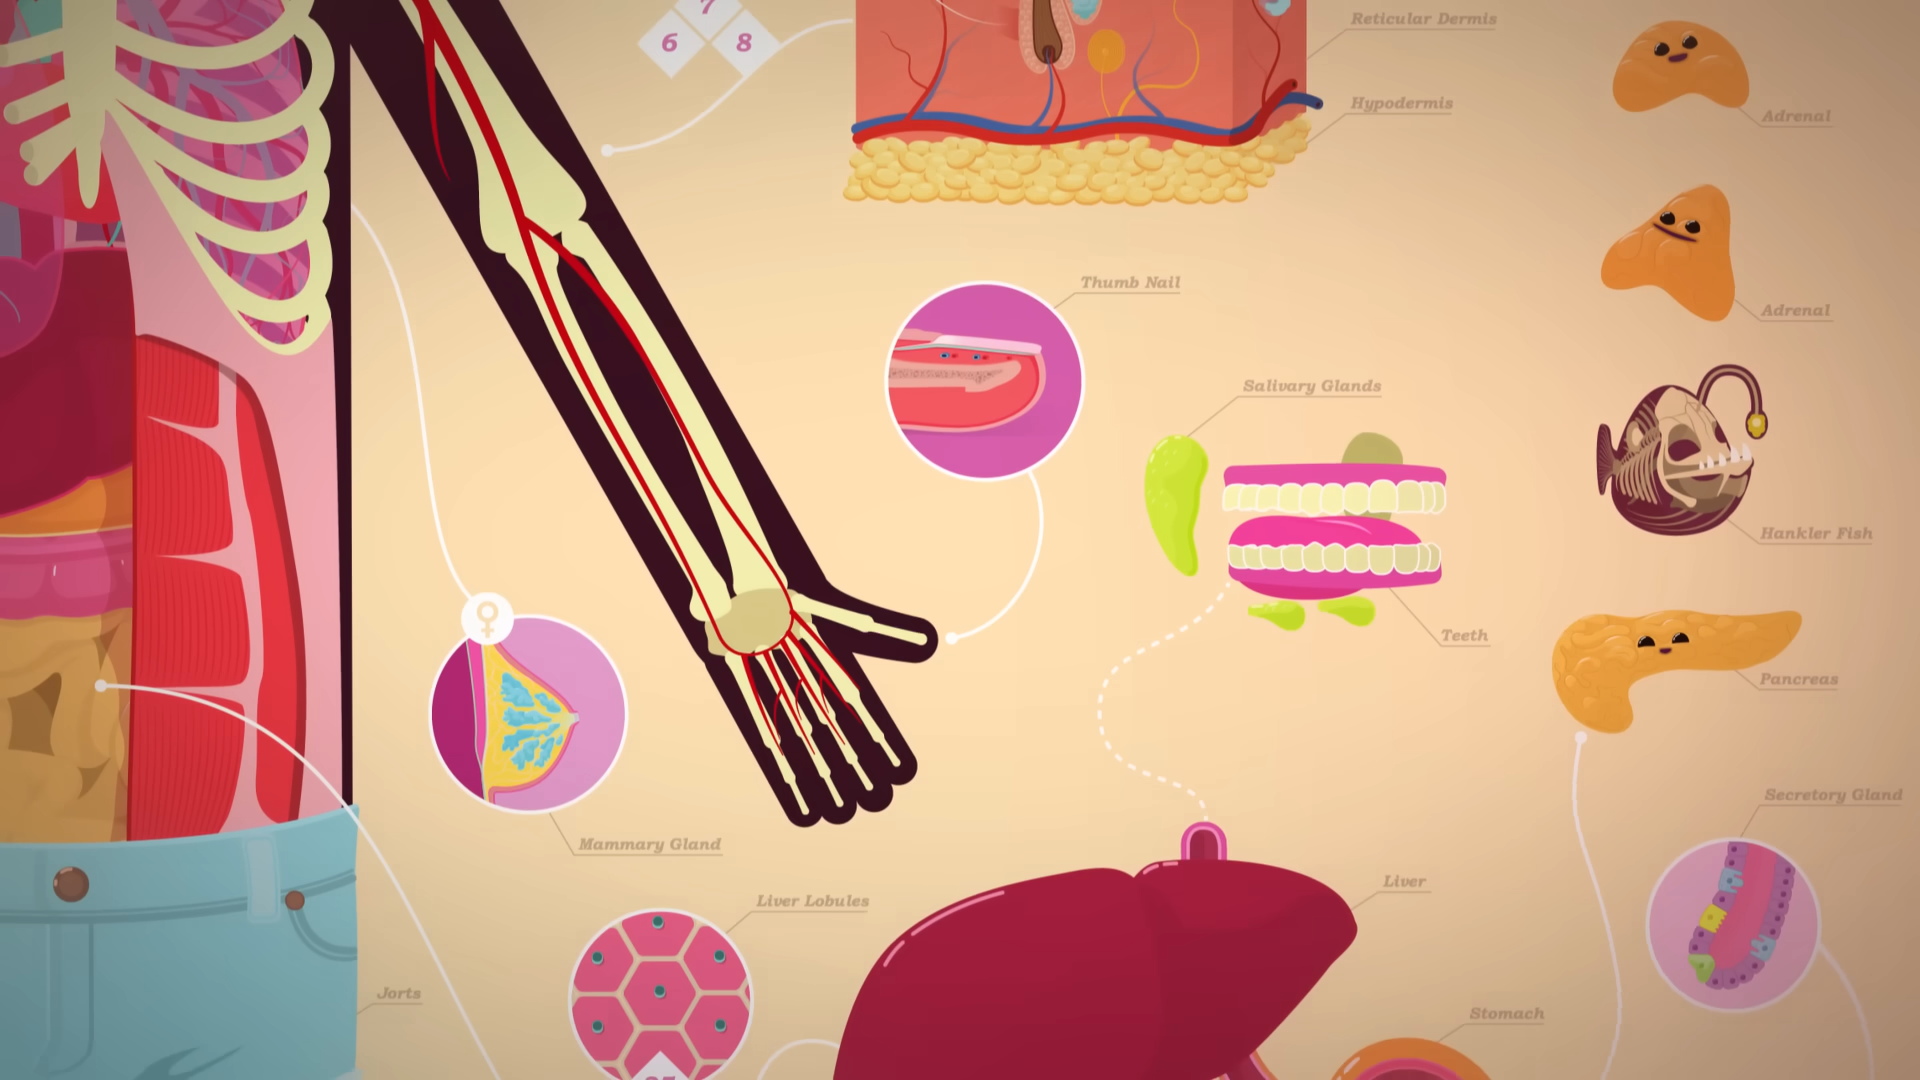 7
6
8
Reticular Dermis
Hypodermis
Adrenal
Thumb Nail
Adrenal
Salivary Glands
Hankler Fish
Teeth
Pancreas
Secretory Gland
Mammary Gland
Liver
Liver Lobules
Jorts
Stomach